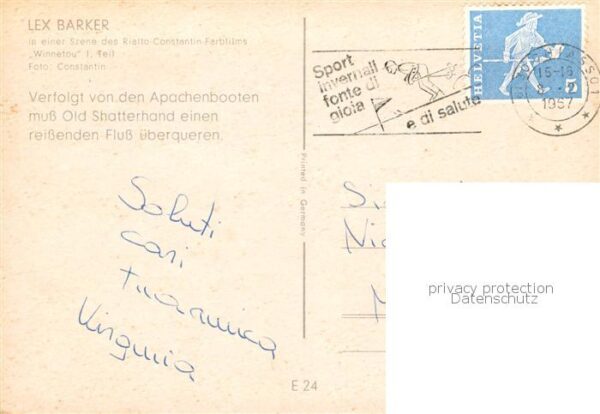 LEX BARKER
in einer Szene des Rialto-Constantin-Farbfilms
"Winnetou" 1. Teil
Foto: Constantin
Verfolgt von den Apachenbooten
muß Old Shatterhand einen
reißenden Fluß überqueren.
Sport
invernali
fonte di
gioia
e di salute
HELVETIA
5
15-16
1967
Printed in Germany
Saluti
cari
tua amica
Virginia
privacy protection
Datenschutz
E 24